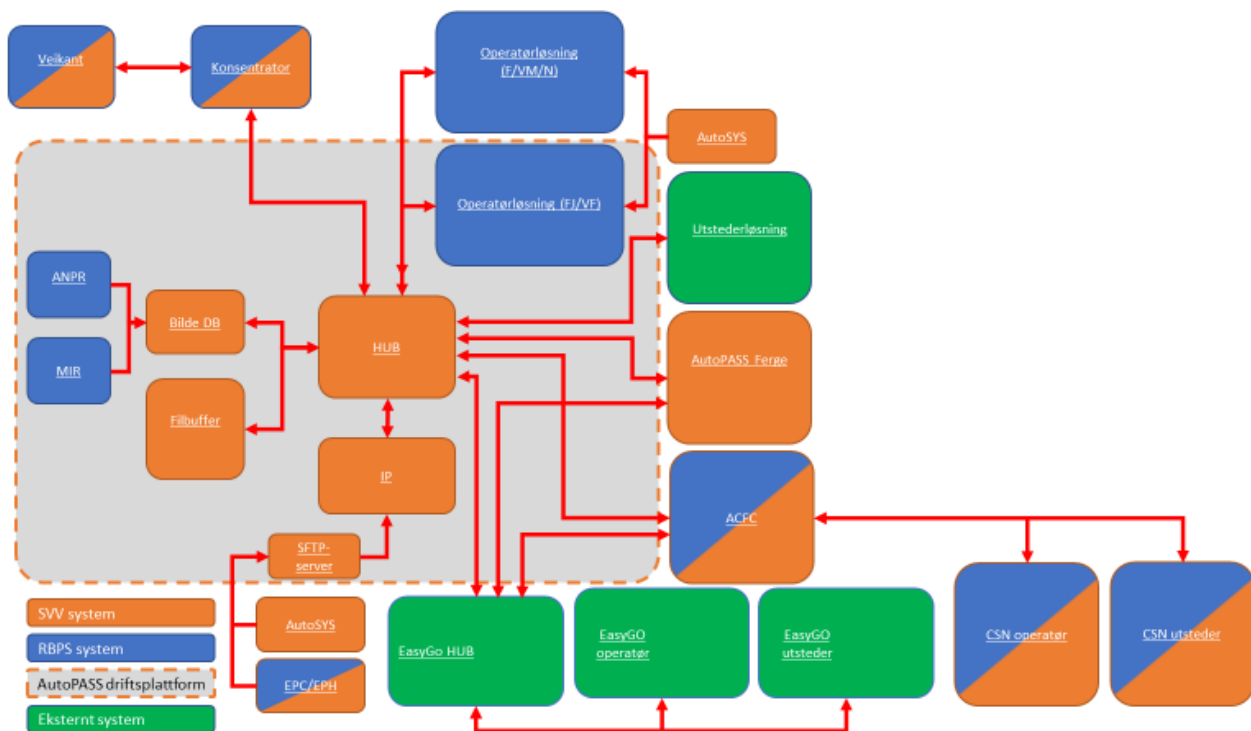 Veikant
Konsentrator
Operatørløsning
(F/VM/N)
AutoSYS
Operatørløsning (FJ/VF)
Utstederløsning
ANPR
Bilde DB
HUB
MIR
AutoPASS Ferge
Filbuffer
IP
ACFC
SFTP-
server
SVV system
AutoSYS
RBPS system
EasyGo HUB
EasyGO
operatør
EasyGO
utsteder
CSN operatør
CSN utsteder
AutoPASS driftsplattform
EPC/EPH
Eksternt system